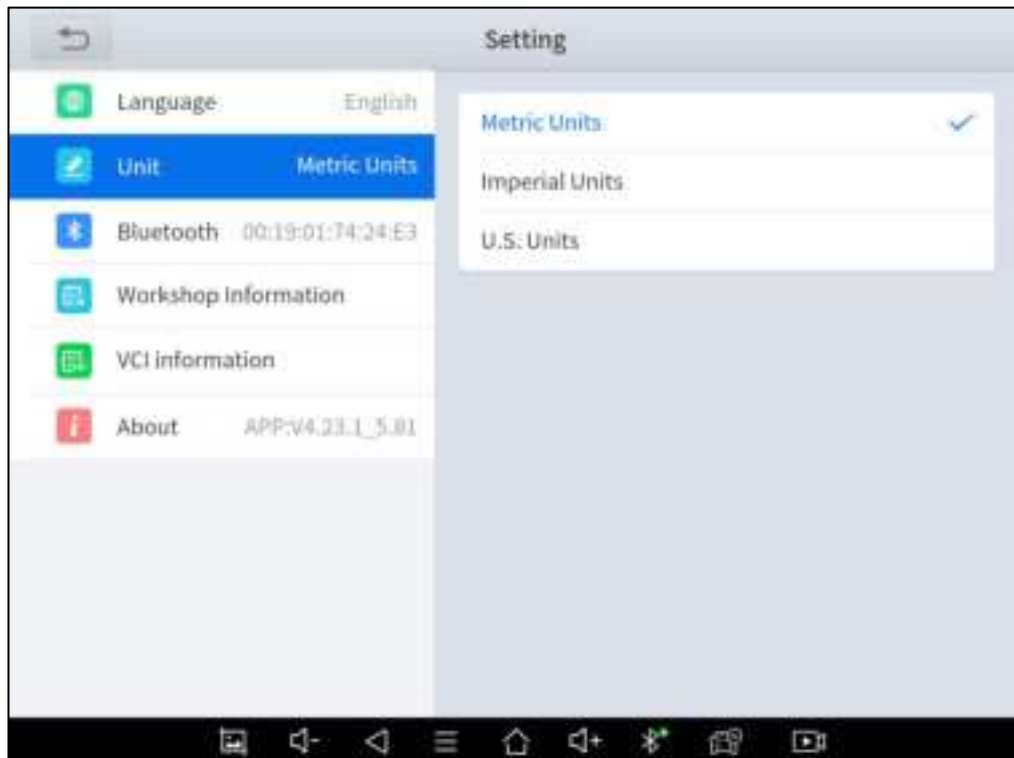 Setting
Language English
Unit Metric Units
Bluetooth 00:19:01:74:24:E3
Workshop Information
VCI information
About APP:V4.23.1_5.01
Metric Units
Imperial Units
U.S. Units